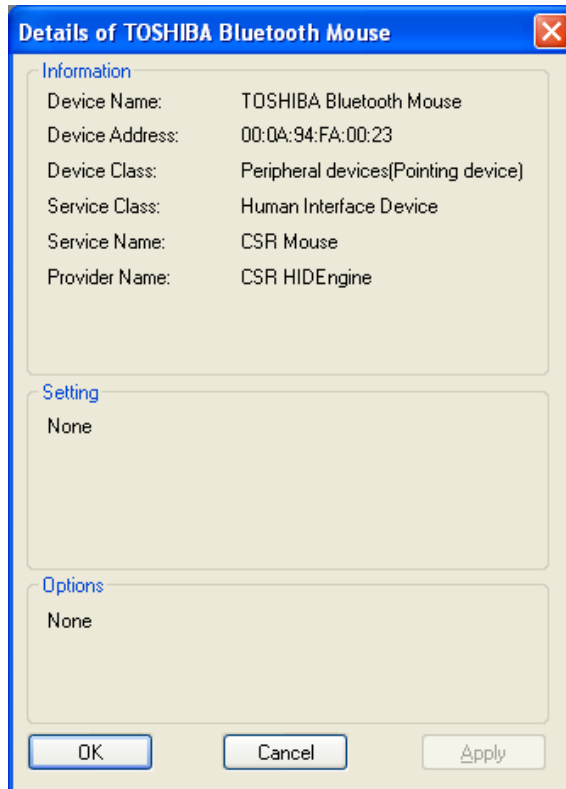 Details of TOSHIBA Bluetooth Mouse
Information
Device Name: TOSHIBA Bluetooth Mouse
Device Address: 00:0A:94:FA:00:23
Device Class: Peripheral devices(Pointing device)
Service Class: Human Interface Device
Service Name: CSR Mouse
Provider Name: CSR HIDEngine
Setting
None
Options
None
OK Cancel Apply